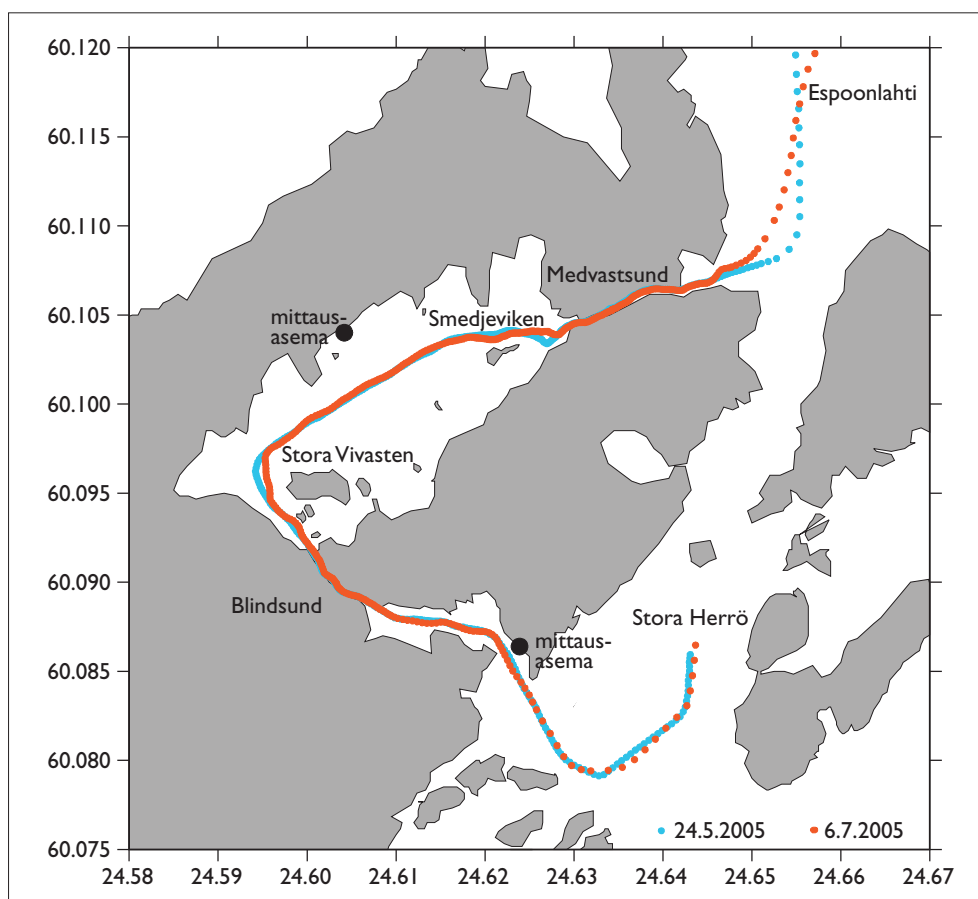 60.120
60.115
60.110
60.105
60.100
60.095
60.090
60.085
60.080
60.075
Espoonlahti
Medvastsund
Smedjeviken
mittaus-
asema
Stora Vivasten
Blindsund
Stora Herrö
mittaus-
asema
24.5.2005 6.7.2005
24.58 24.59 24.60 24.61 24.62 24.63 24.64 24.65 24.66 24.67